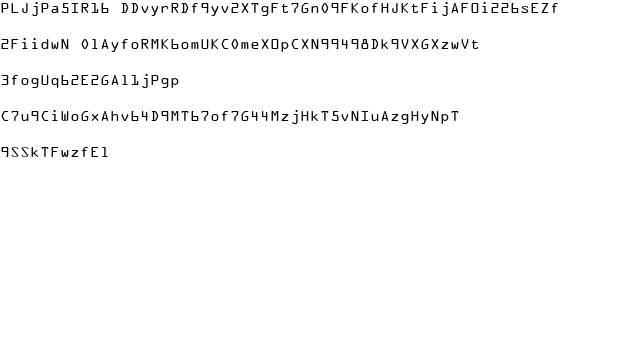 PLJjPa5IR16 DDvyrRDf9yv2XTgFt7Gn09FKofHJKtFijAFOi226sEZf
2FiidwN 01AyfoRMK6omUKC0meXOpCXN99498Dk9VXGXzwVt
3fogUq62E2GA11jPgp
C7u9CiWoGxAhv64D9MT67of7G44MzjHkT5vNIuAzgHyNpT
9SSkTFwzfE1